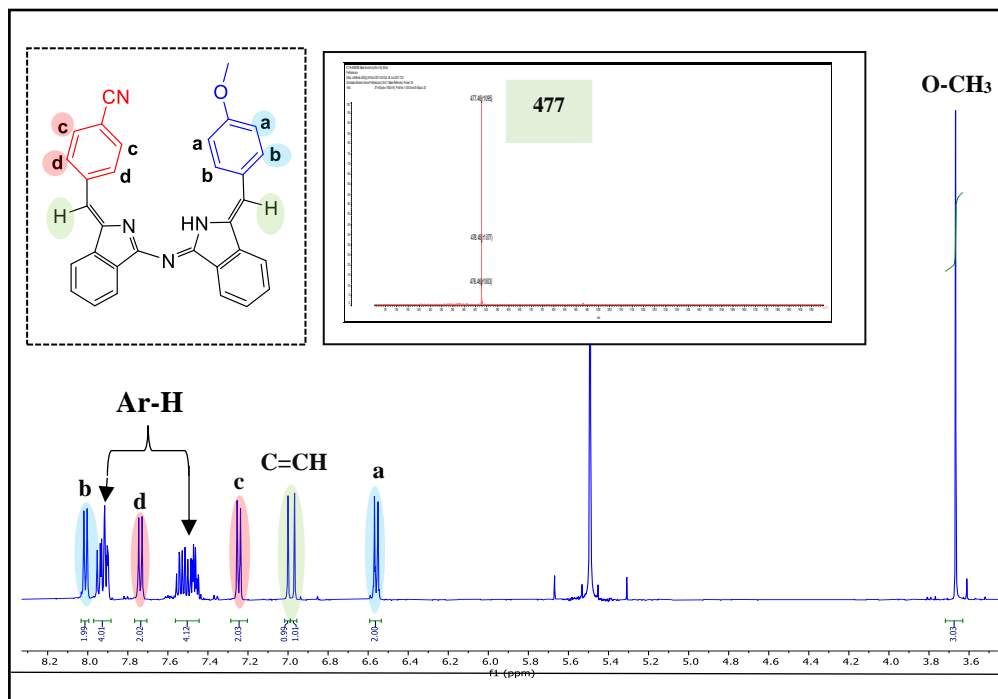 O-CH₃
477
CN
O
c
a
c
a
d
b
d
b
H
N
HN
H
N
Ar-H
C=CH
b
d
c
a
1.99
4.01
2.02
4.12
2.03
0.99
1.01
2.00
3.03
8.2 8.0 7.8 7.6 7.4 7.2 7.0 6.8 6.6 6.4 6.2 6.0 5.8 5.6 5.4 5.2 5.0 4.8 4.6 4.4 4.2 4.0 3.8 3.6
f1 (ppm)